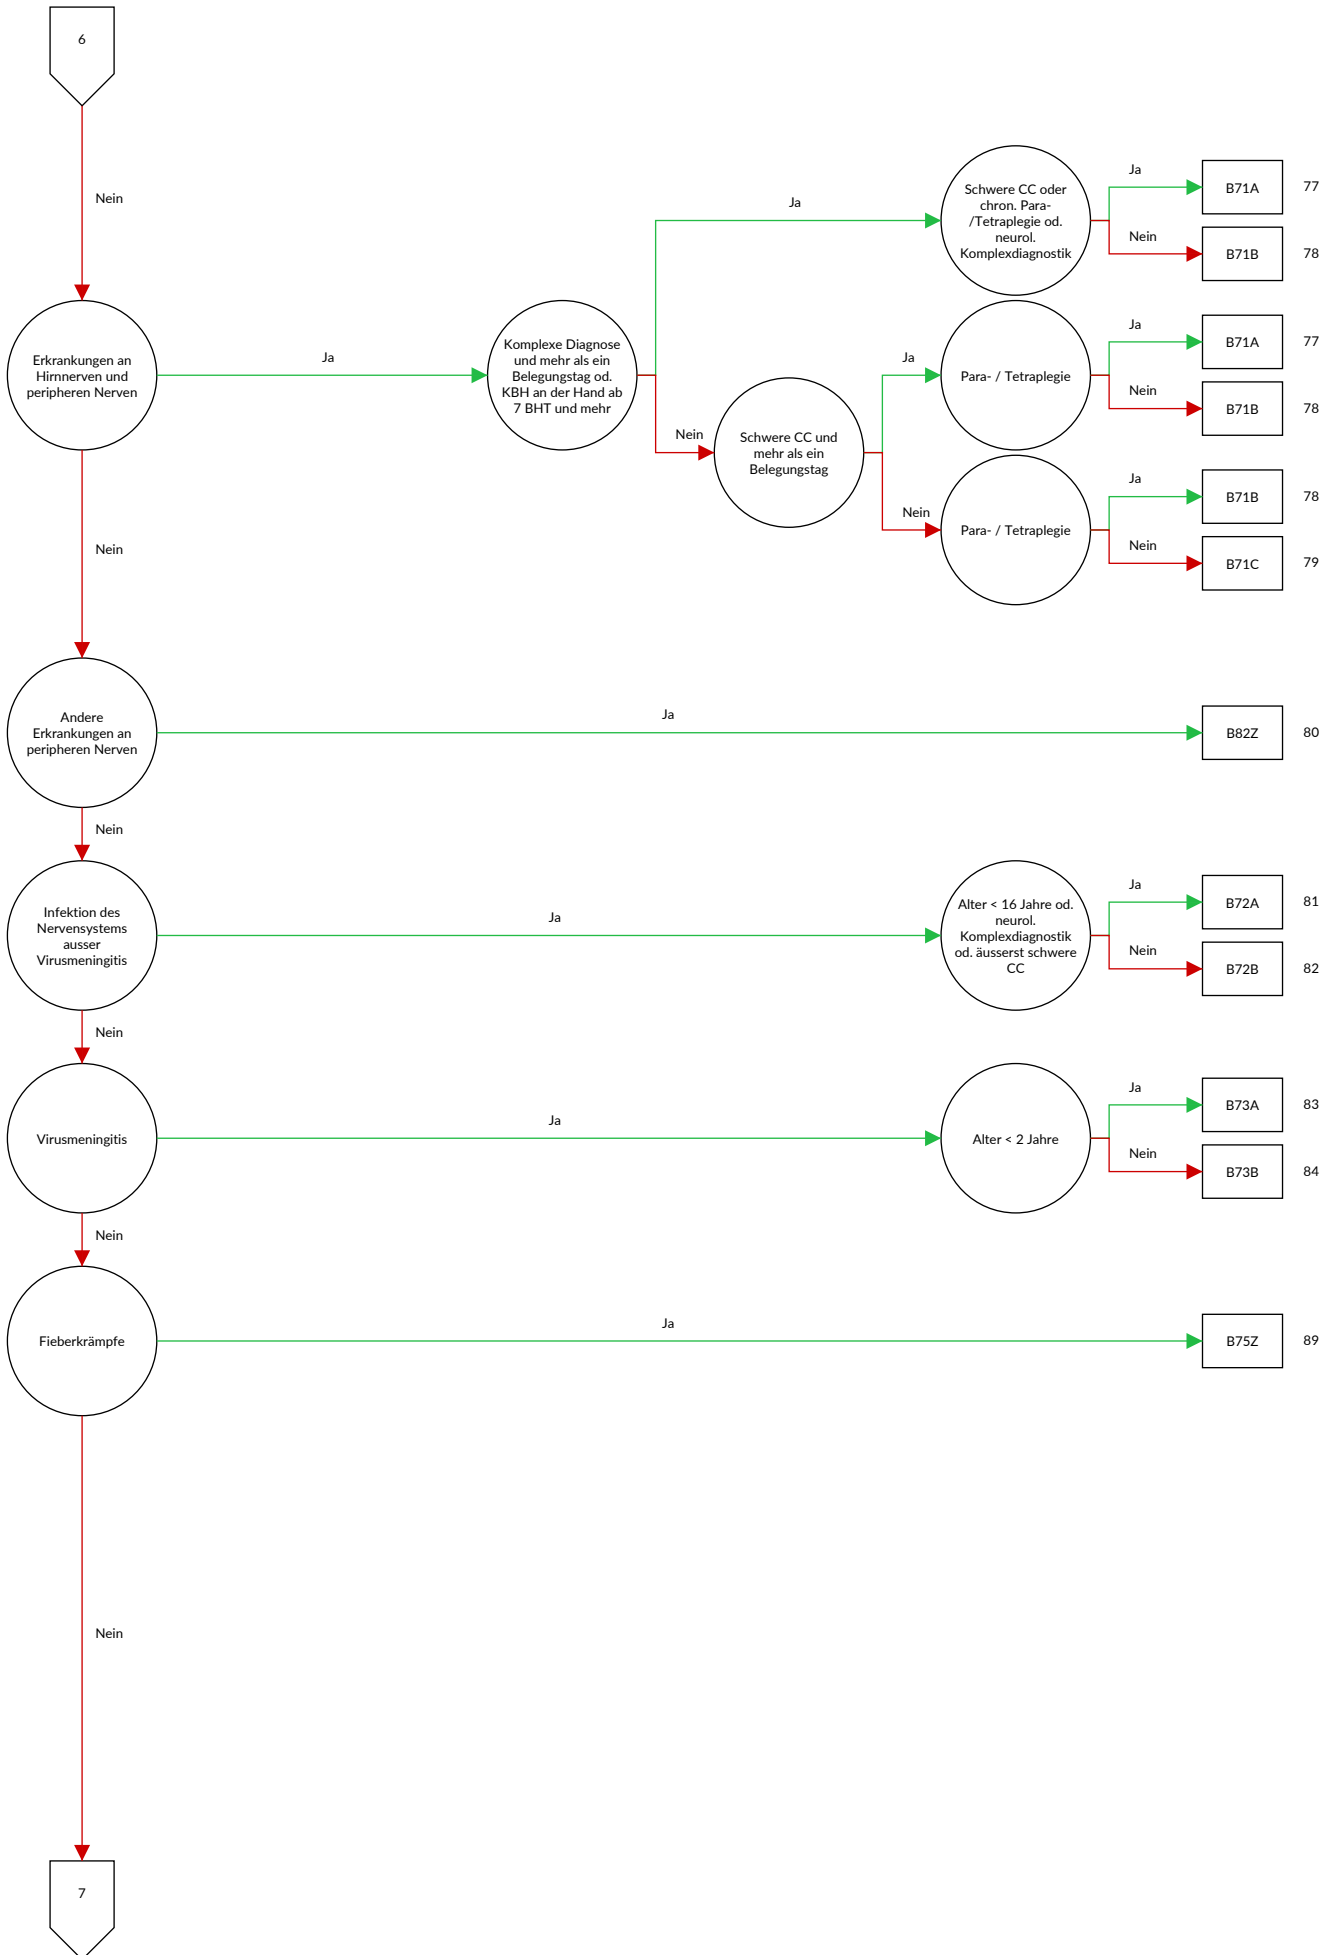 6
Nein
Erkrankungen an
Hirnnerven und
peripheren Nerven
Ja
Komplexe Diagnose
und mehr als ein
Belegungstag od.
KBH an der Hand ab
7 BHT und mehr
Ja
Schwere CC oder
chron. Para-
/Tetraplegie od.
neurol.
Komplexdiagnostik
Ja
B71A
77
Nein
B71B
78
Nein
Schwere CC und
mehr als ein
Belegungstag
Ja
Para- / Tetraplegie
Ja
B71A
77
Nein
B71B
78
Nein
Para- / Tetraplegie
Ja
B71B
78
Nein
B71C
79
Nein
Andere
Erkrankungen an
peripheren Nerven
Ja
B82Z
80
Nein
Infektion des
Nervensystems
ausser
Virusmeningitis
Ja
Alter < 16 Jahre od.
neurol.
Komplexdiagnostik
od. äusserst schwere
CC
Ja
B72A
81
Nein
B72B
82
Nein
Virusmeningitis
Ja
Alter < 2 Jahre
Ja
B73A
83
Nein
B73B
84
Nein
Fieberkrämpfe
Ja
B75Z
89
Nein
7